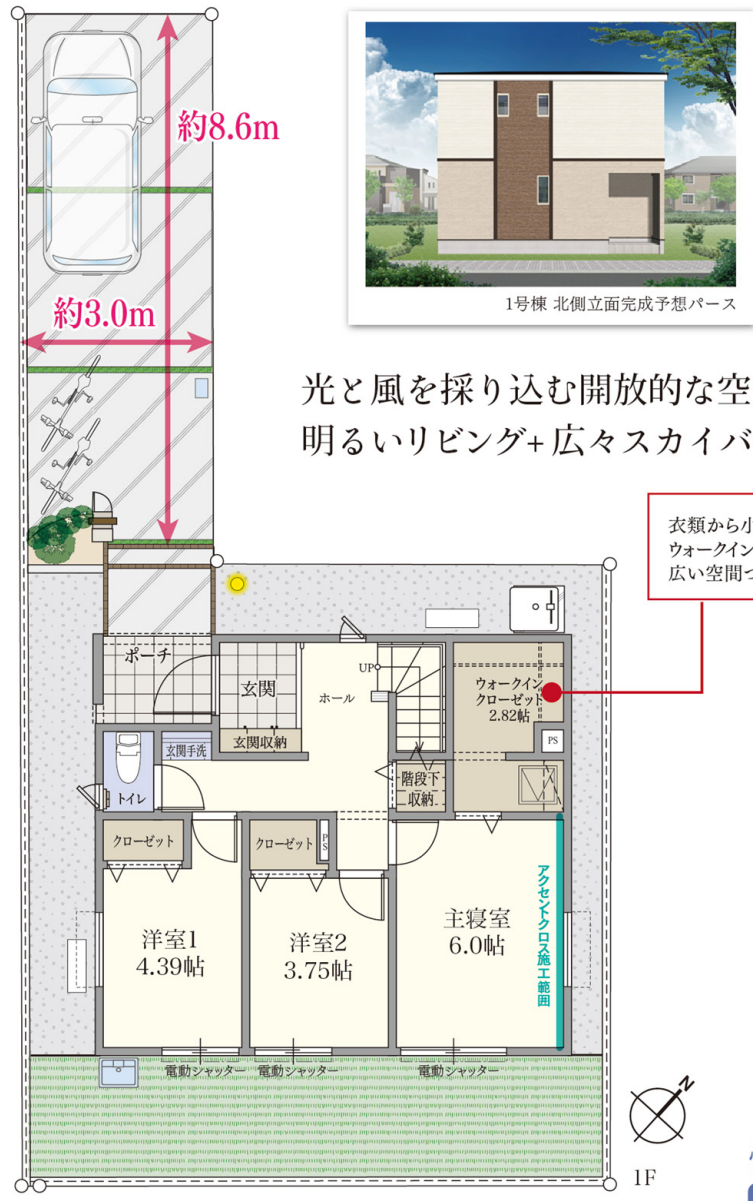 約8.6m
約3.0m
1号棟 北側立面完成予想パース
光と風を採り込む開放的な空
明るいリビング+広々スカイバ
衣類から小
ウォークイン
広い空間つ
ポーチ
玄関
ホール
UP
ウォークイン
クローゼット
2.82帖
PS
玄関収納
玄関手洗
トイレ
階段下
収納
クローゼット
クローゼット
PS
洋室1
4.39帖
洋室2
3.75帖
主寝室
6.0帖
アクセントクロス施工範囲
電動シャッター
電動シャッター
電動シャッター
N
1F